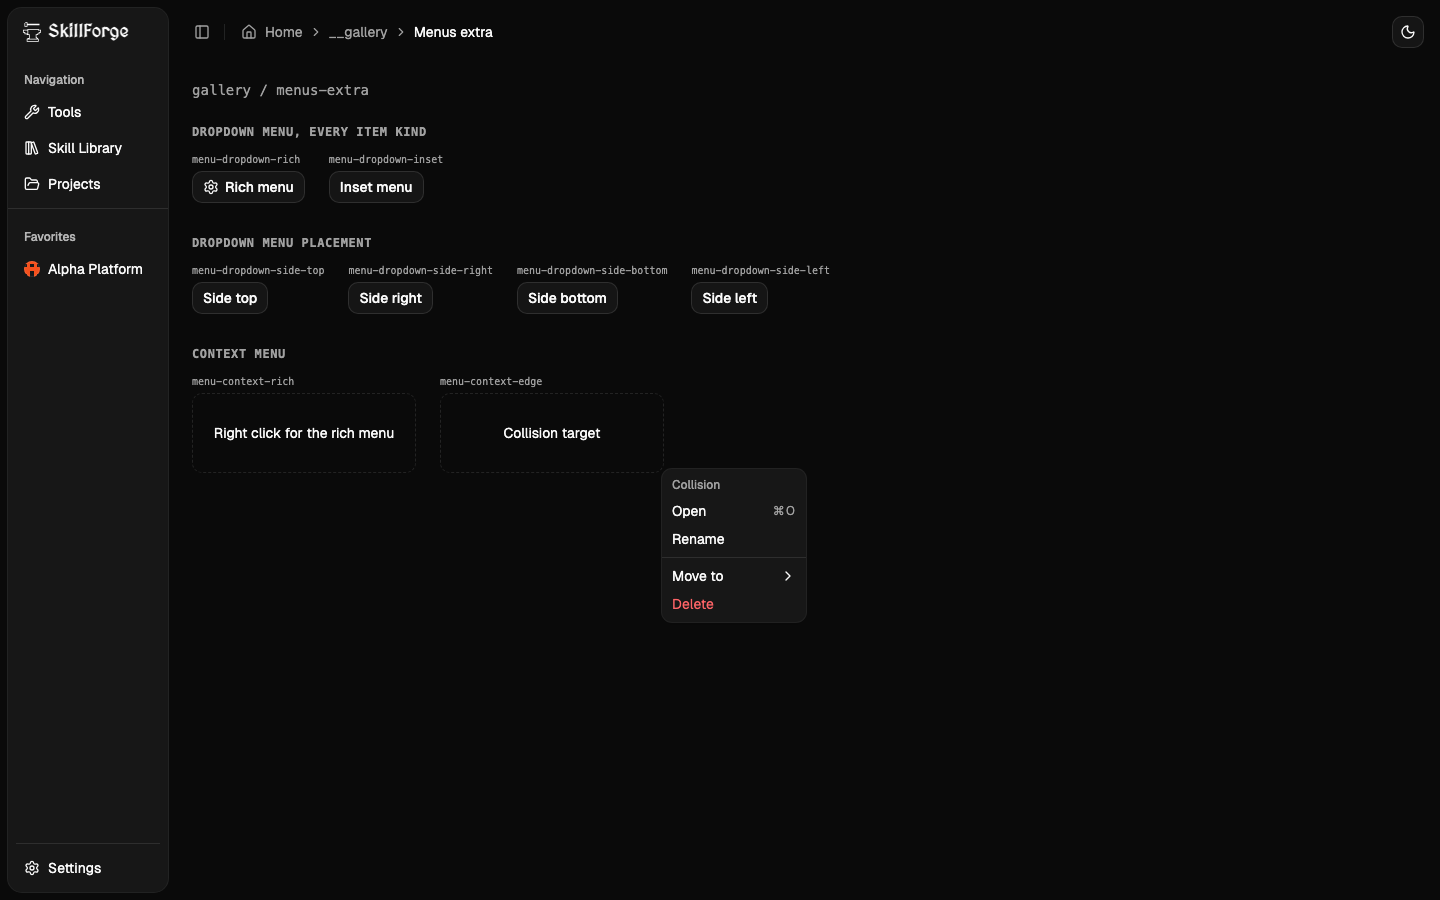 SkillForge
Home > __gallery > Menus extra
Navigation
Tools
Skill Library
Projects
Favorites
Alpha Platform
Settings
gallery / menus-extra
DROPDOWN MENU, EVERY ITEM KIND
menu-dropdown-rich menu-dropdown-inset
Rich menu Inset menu
DROPDOWN MENU PLACEMENT
menu-dropdown-side-top menu-dropdown-side-right menu-dropdown-side-bottom menu-dropdown-side-left
Side top Side right Side bottom Side left
CONTEXT MENU
menu-context-rich menu-context-edge
Right click for the rich menu Collision target
Collision
Open ⌘O
Rename
Move to
Delete